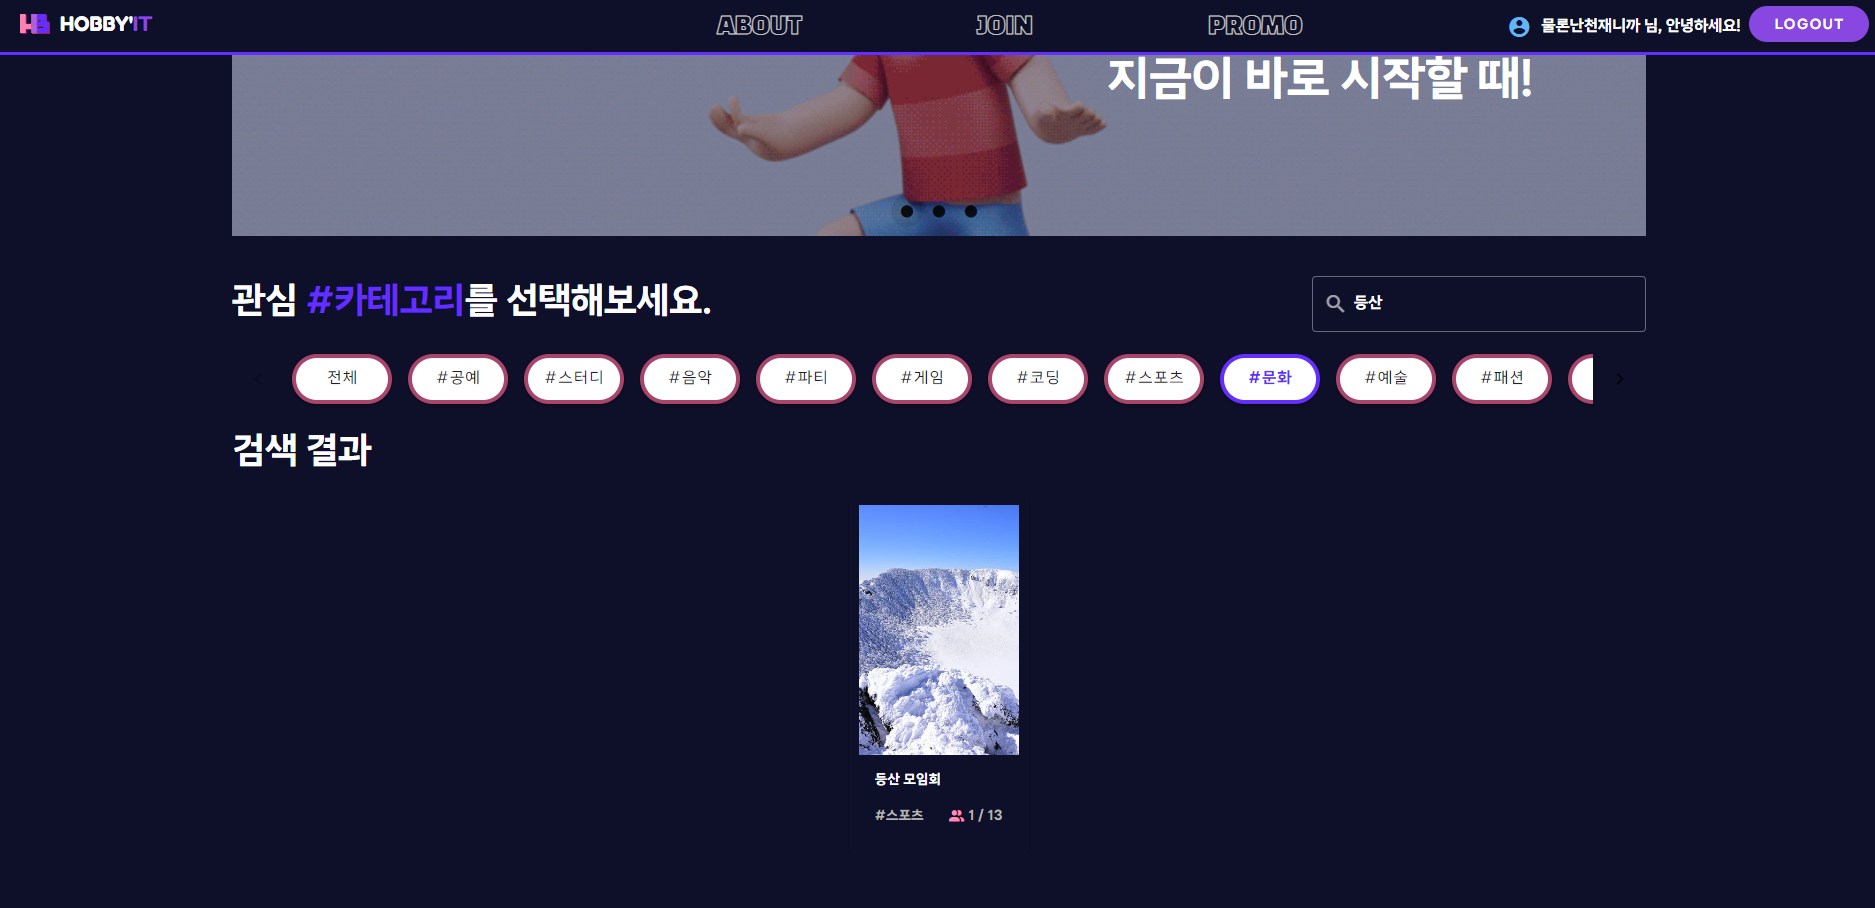 HOBBY'IT
ABOUT
JOIN
PROMO
물론난천재니까 님, 안녕하세요!
LOGOUT
지금이 바로 시작할 때!
관심 #카테고리를 선택해보세요.
등산
전체
#공예
#스터디
#음악
#파티
#게임
#코딩
#스포츠
#문화
#예술
#패션
검색 결과
등산 모임회
#스포츠
1 / 13